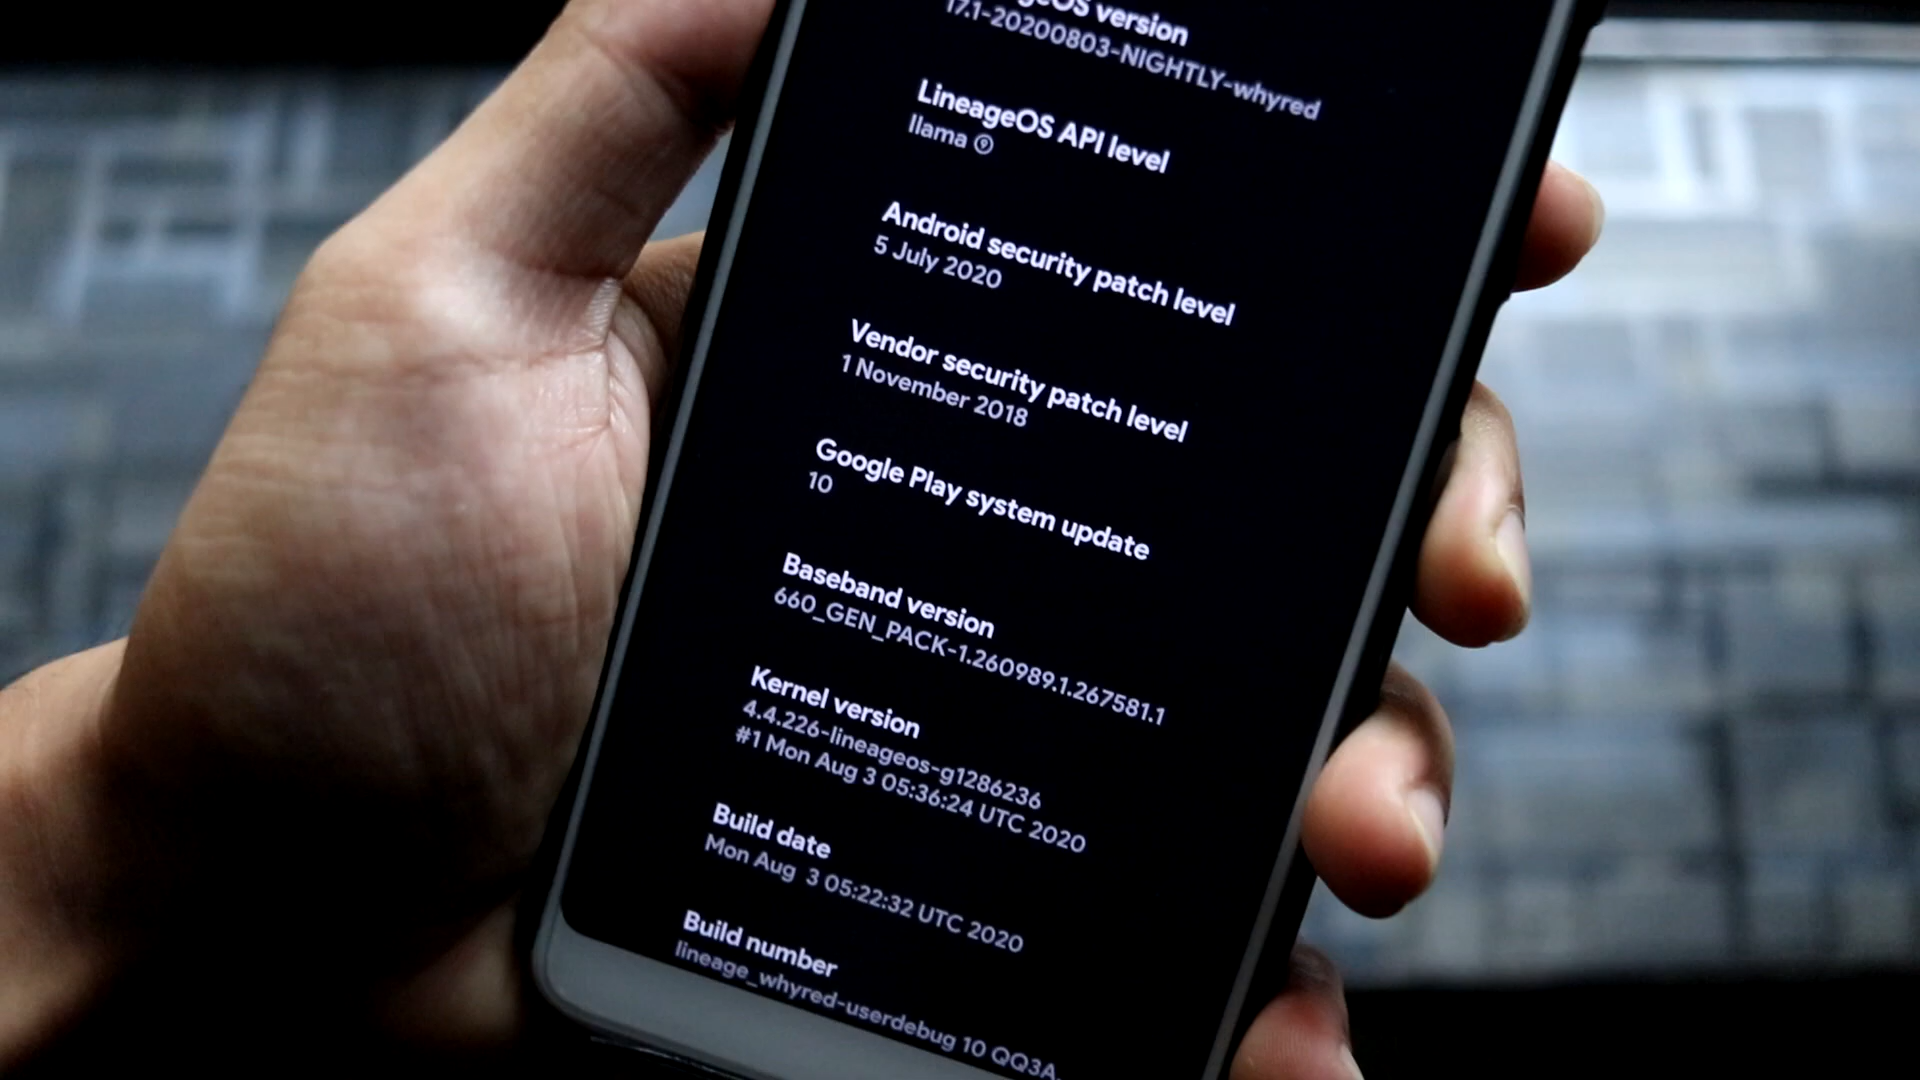 OS version
17.1-20200803-NIGHTLY-whyred
LineageOS API level
llama (9)
Android security patch level
5 July 2020
Vendor security patch level
1 November 2018
Google Play system update
10
Baseband version
660_GEN_PACK-1.260989.1.267581.1
Kernel version
4.4.226-lineageos-g1286236
#1 Mon Aug 3 05:36:24 UTC 2020
Build date
Mon Aug 3 05:22:32 UTC 2020
Build number
lineage_whyred-userdebug 10 QQ3A.